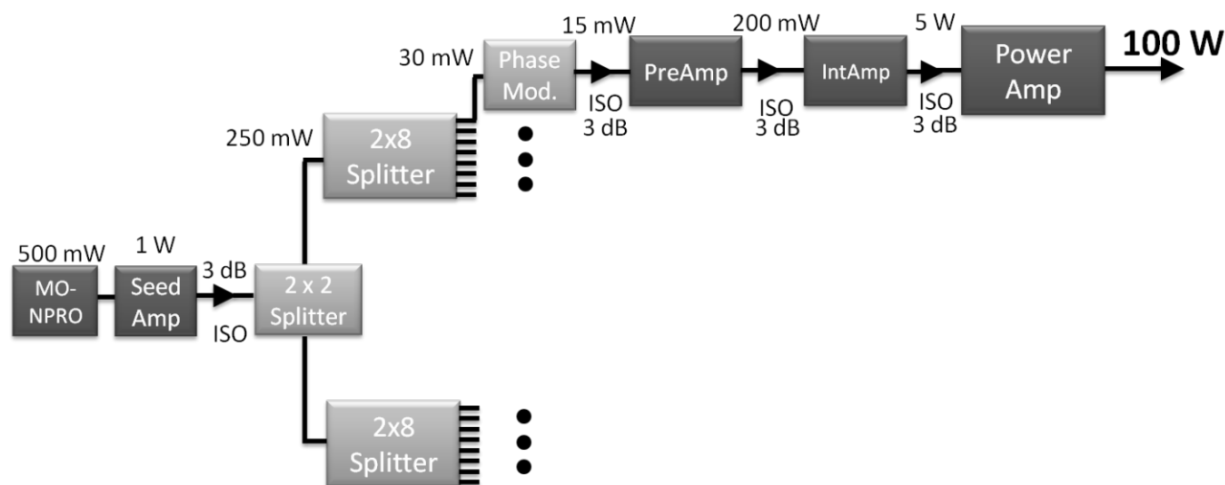 15 mW
200 mW
5 W
30 mW
Phase
Mod.
PreAmp
IntAmp
Power
Amp
100 W
ISO
3 dB
ISO
3 dB
ISO
3 dB
250 mW
2x8
Splitter
500 mW
1 W
3 dB
MO-
NPRO
Seed
Amp
ISO
2 x 2
Splitter
2x8
Splitter